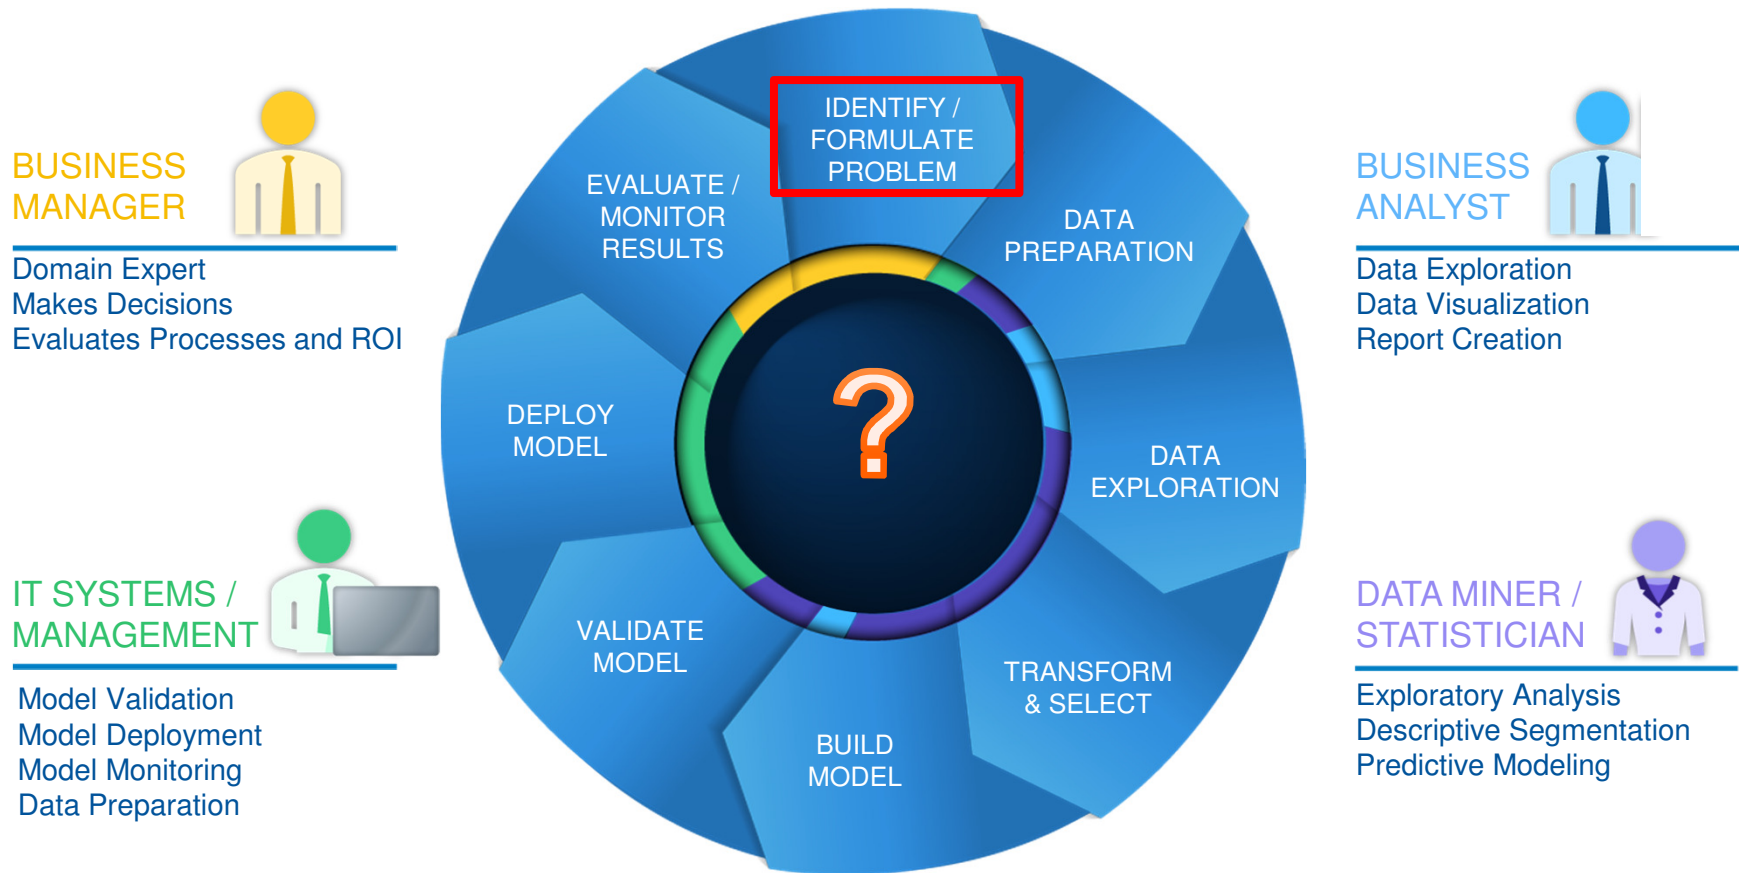 BUSINESS
MANAGER
Domain Expert
Makes Decisions
Evaluates Processes and ROI
IT SYSTEMS /
MANAGEMENT
Model Validation
Model Deployment
Model Monitoring
Data Preparation
IDENTIFY /
FORMULATE
PROBLEM
DATA
PREPARATION
DATA
EXPLORATION
TRANSFORM
& SELECT
BUILD
MODEL
VALIDATE
MODEL
DEPLOY
MODEL
EVALUATE /
MONITOR
RESULTS
?
BUSINESS
ANALYST
Data Exploration
Data Visualization
Report Creation
DATA MINER /
STATISTICIAN
Exploratory Analysis
Descriptive Segmentation
Predictive Modeling